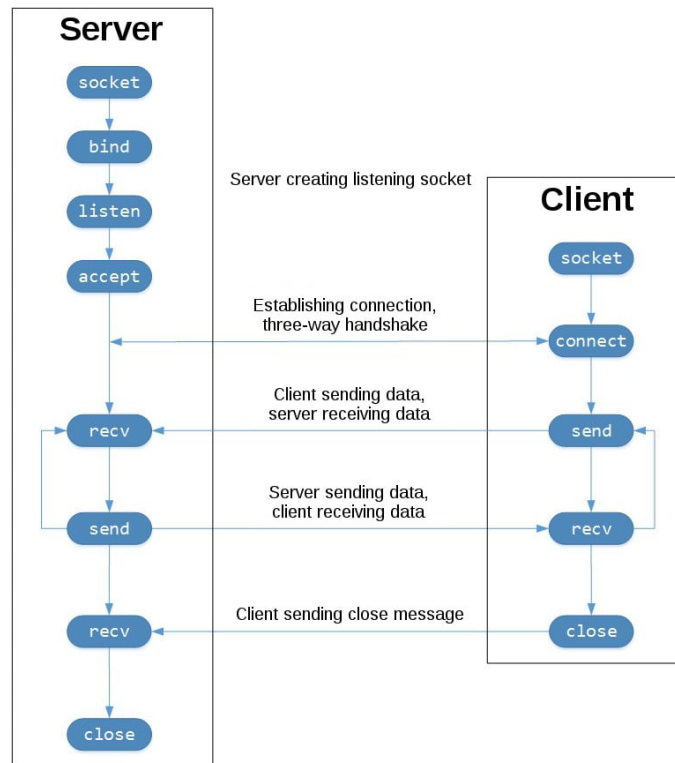 Server
socket
bind
listen
accept
recv
send
recv
close
Server creating listening socket
Establishing connection,
three-way handshake
Client sending data,
server receiving data
Server sending data,
client receiving data
Client sending close message
Client
socket
connect
send
recv
close